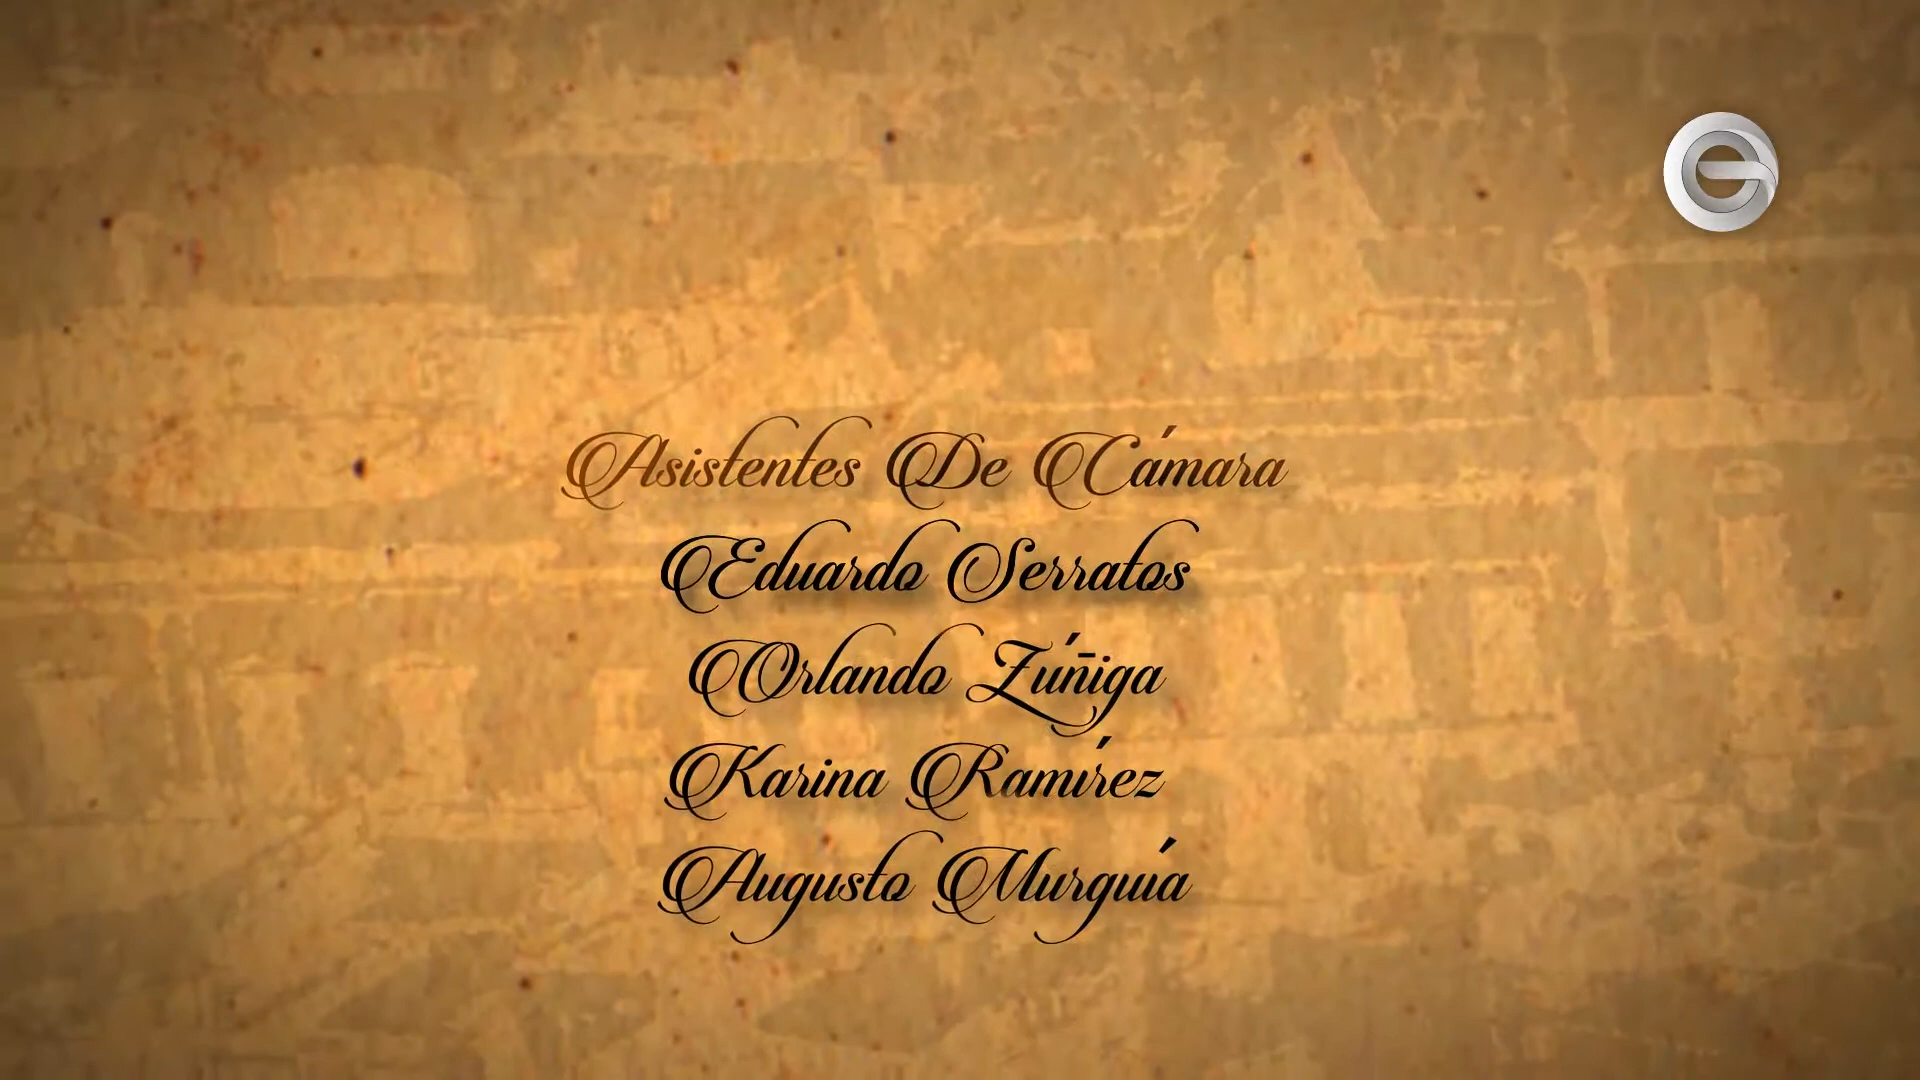 Asistentes De Cámara
Eduardo Serratos
Orlando Zúñiga
Karina Ramírez
Augusto Murguía